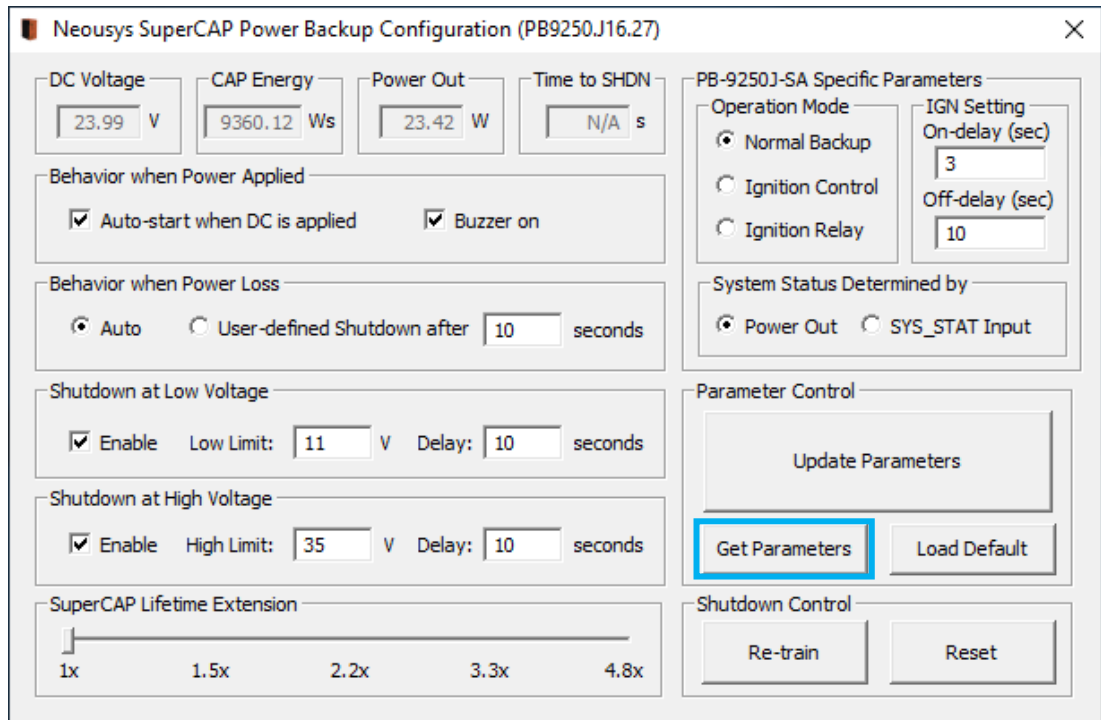 Neousys SuperCAP Power Backup Configuration (PB9250.J16.27)
DC Voltage
23.99 V
CAP Energy
9360.12 Ws
Power Out
23.42 W
Time to SHDN
N/A s
Behavior when Power Applied
Auto-start when DC is applied
Buzzer on
Behavior when Power Loss
Auto
User-defined Shutdown after 10 seconds
Shutdown at Low Voltage
Enable Low Limit: 11 V Delay: 10 seconds
Shutdown at High Voltage
Enable High Limit: 35 V Delay: 10 seconds
SuperCAP Lifetime Extension
1x 1.5x 2.2x 3.3x 4.8x
PB-9250J-SA Specific Parameters
Operation Mode
Normal Backup
Ignition Control
Ignition Relay
IGN Setting
On-delay (sec)
3
Off-delay (sec)
10
System Status Determined by
Power Out SYS_STAT Input
Parameter Control
Update Parameters
Get Parameters
Load Default
Shutdown Control
Re-train
Reset